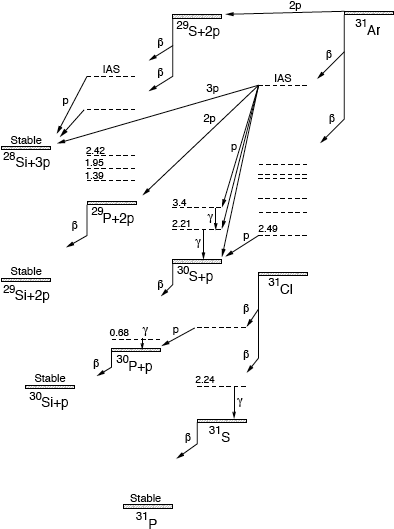 2p
29S+2p
31Ar
β
β
IAS
β
p
3p
IAS
2p
β
p
Stable
28Si+3p
2.42
1.95
1.39
3.4
γ
29P+2p
2.21
β
γ
p
2.49
30S+p
31Cl
29Si+2p
Stable
β
β
0.68
γ
p
30P+p
β
β
Stable
30Si+p
2.24
γ
31S
β
Stable
31P